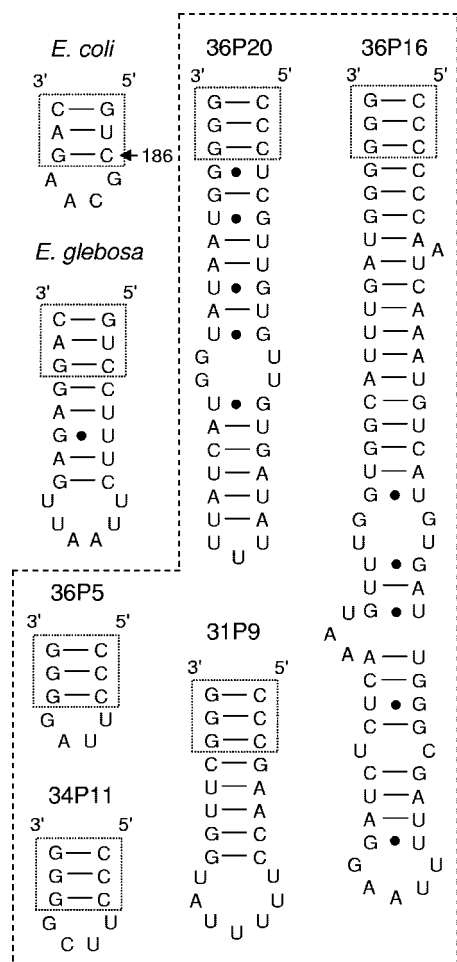 E. coli
3' 5'
C G
A U
G C 186
A G
A C
E. glebosa
3' 5'
C G
A U
G C
G C
A U
G U
A U
G C
U U
U U
A A
36P5
3' 5'
G C
G C
G C
G U
A U
34P11
3' 5'
G C
G C
G C
G U
C U
36P20
3' 5'
G C
G C
G C
G U
G C
U G
A U
A U
U G
A U
U G
G U
G U
U G
A U
C G
U A
A U
U A
U U
U
31P9
3' 5'
G C
G C
G C
C G
U A
U A
G C
G C
U U
A U
U U
U
36P16
3' 5'
G C
G C
G C
G C
G C
U A
A
A U
G C
U A
U A
U A
A U
C G
G U
G C
U A
G U
G G
U U
U G
U A
G U
U
A
A
A U
C G
U G
C G
U C
C G
U A
A U
G U
A U
A U
A A